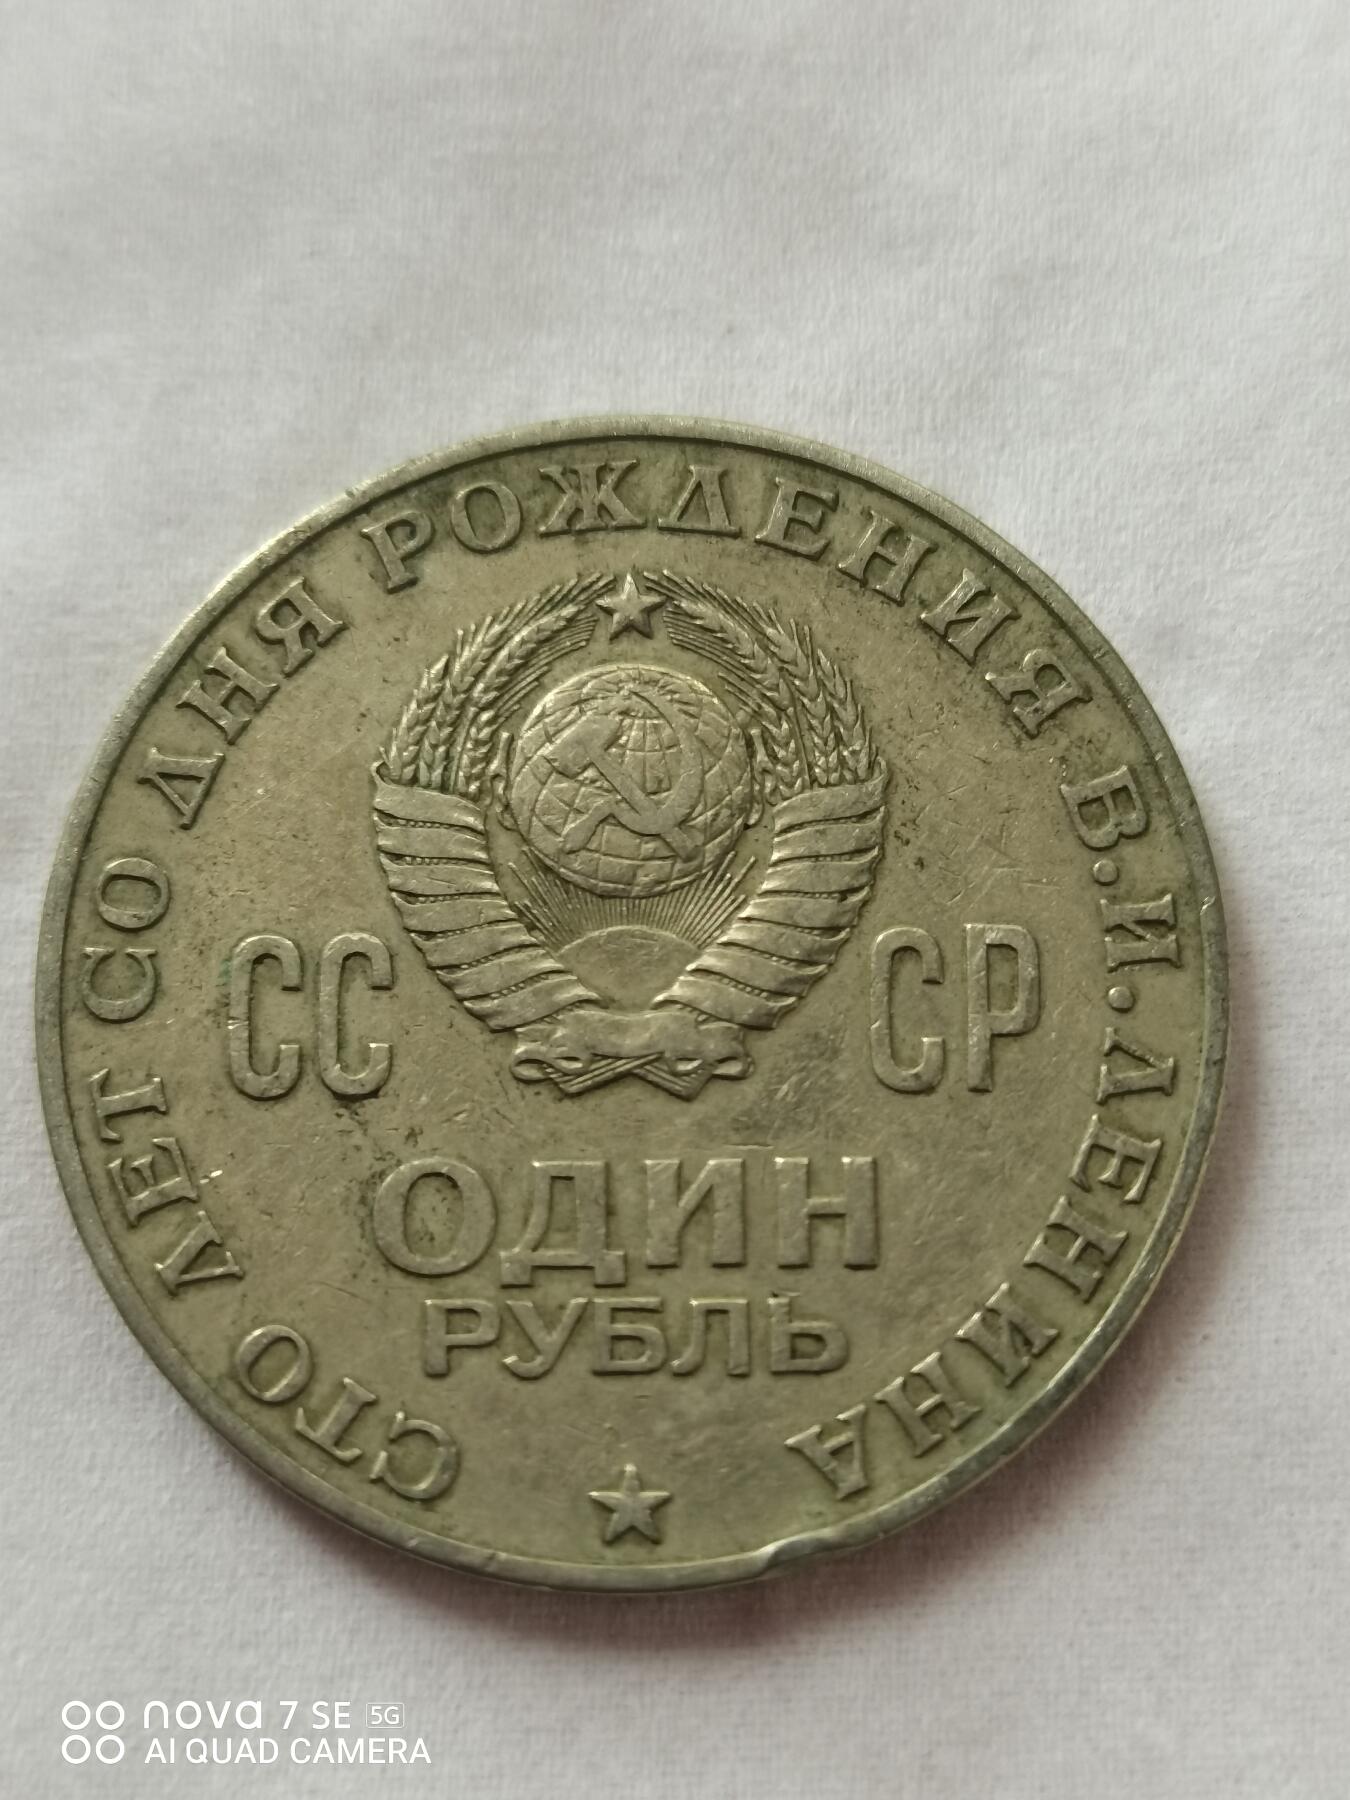 СТО ЛЕТ СО ДНЯ РОЖДЕНИЯ В.И.ЛЕНИНА
СС СР
ОДИН
РУБЛЬ
nova 7 SE 5G
AI QUAD CAMERA